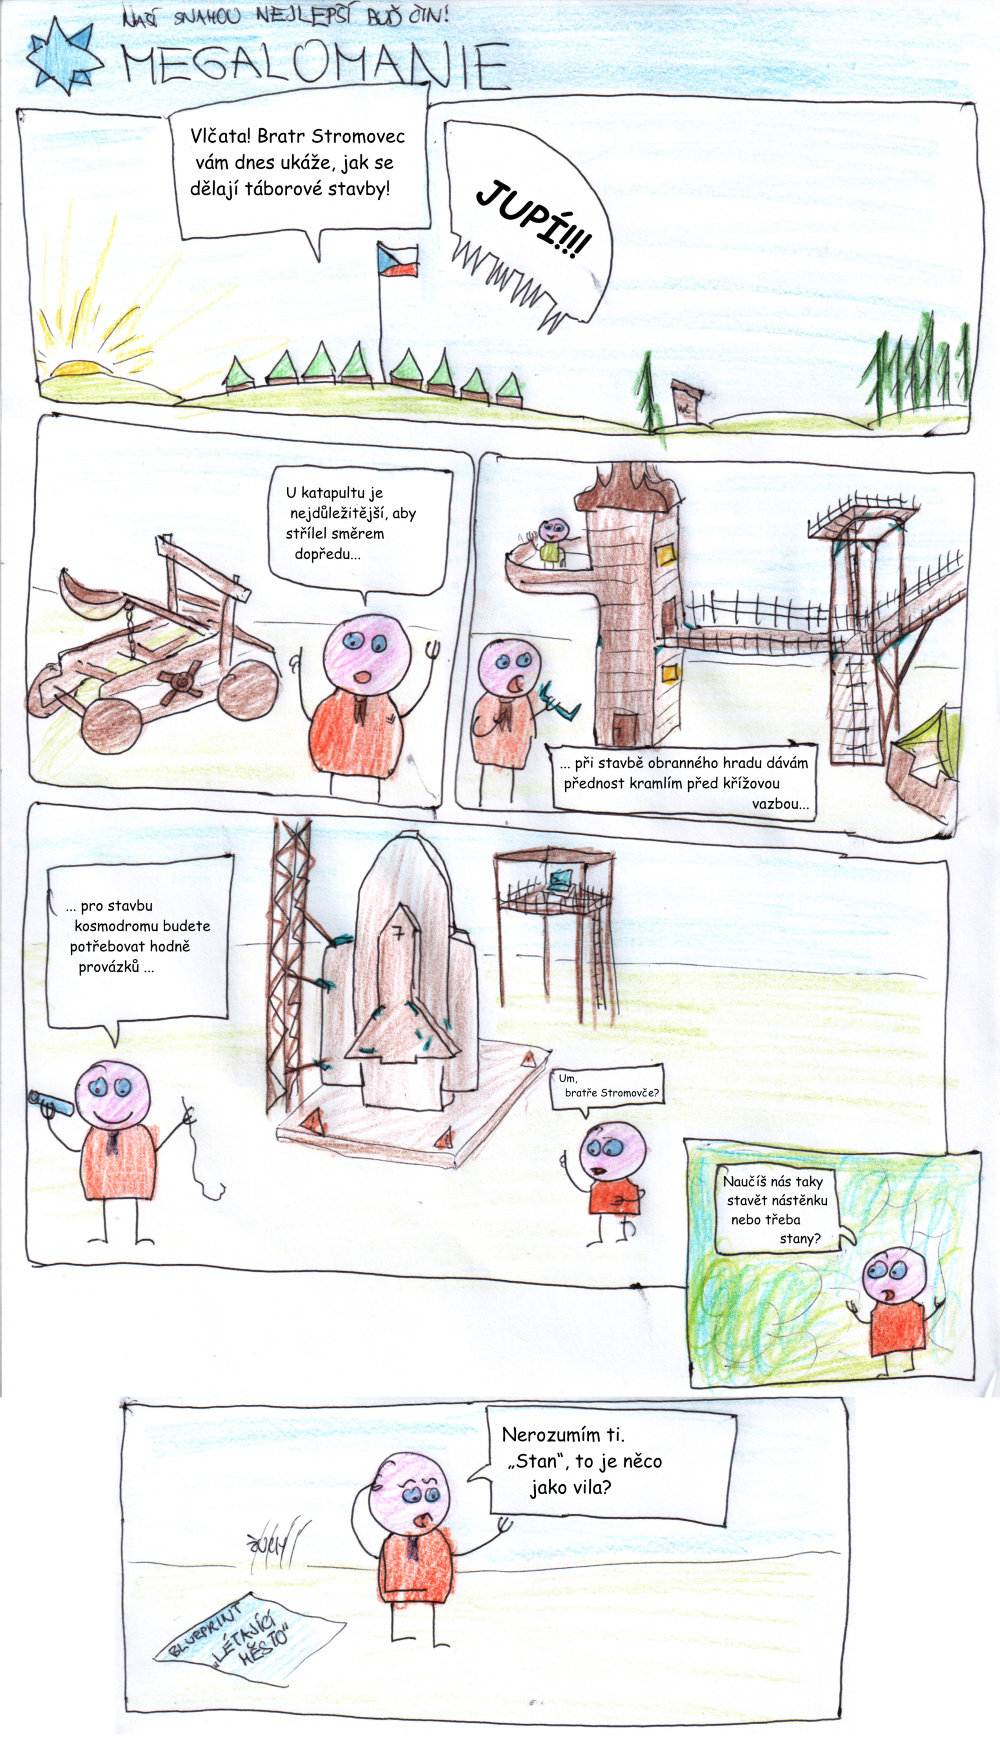 NAŠÍ SNAHOU NEJLEPŠÍ BUĎ ČIN!
MEGALOMANIE
Vlčata! Bratr Stromovec
vám dnes ukáže, jak se
dělají táborové stavby!
JUPÍ!!!
WC
U katapultu je
nejdůležitější, aby
střílel směrem
dopředu...
... při stavbě obranného hradu dávám
přednost kramlím před křížovou
vazbou...
... pro stavbu
kosmodromu budete
potřebovat hodně
provázků ...
7
Um,
bratře Stromovče?
Naučíš nás taky
stavět nástěnku
nebo třeba
stany?
Nerozumím ti.
„Stan“, to je něco
jako vila?
BLUEPRINT
„LÉTAJÍCÍ
MĚSTO“